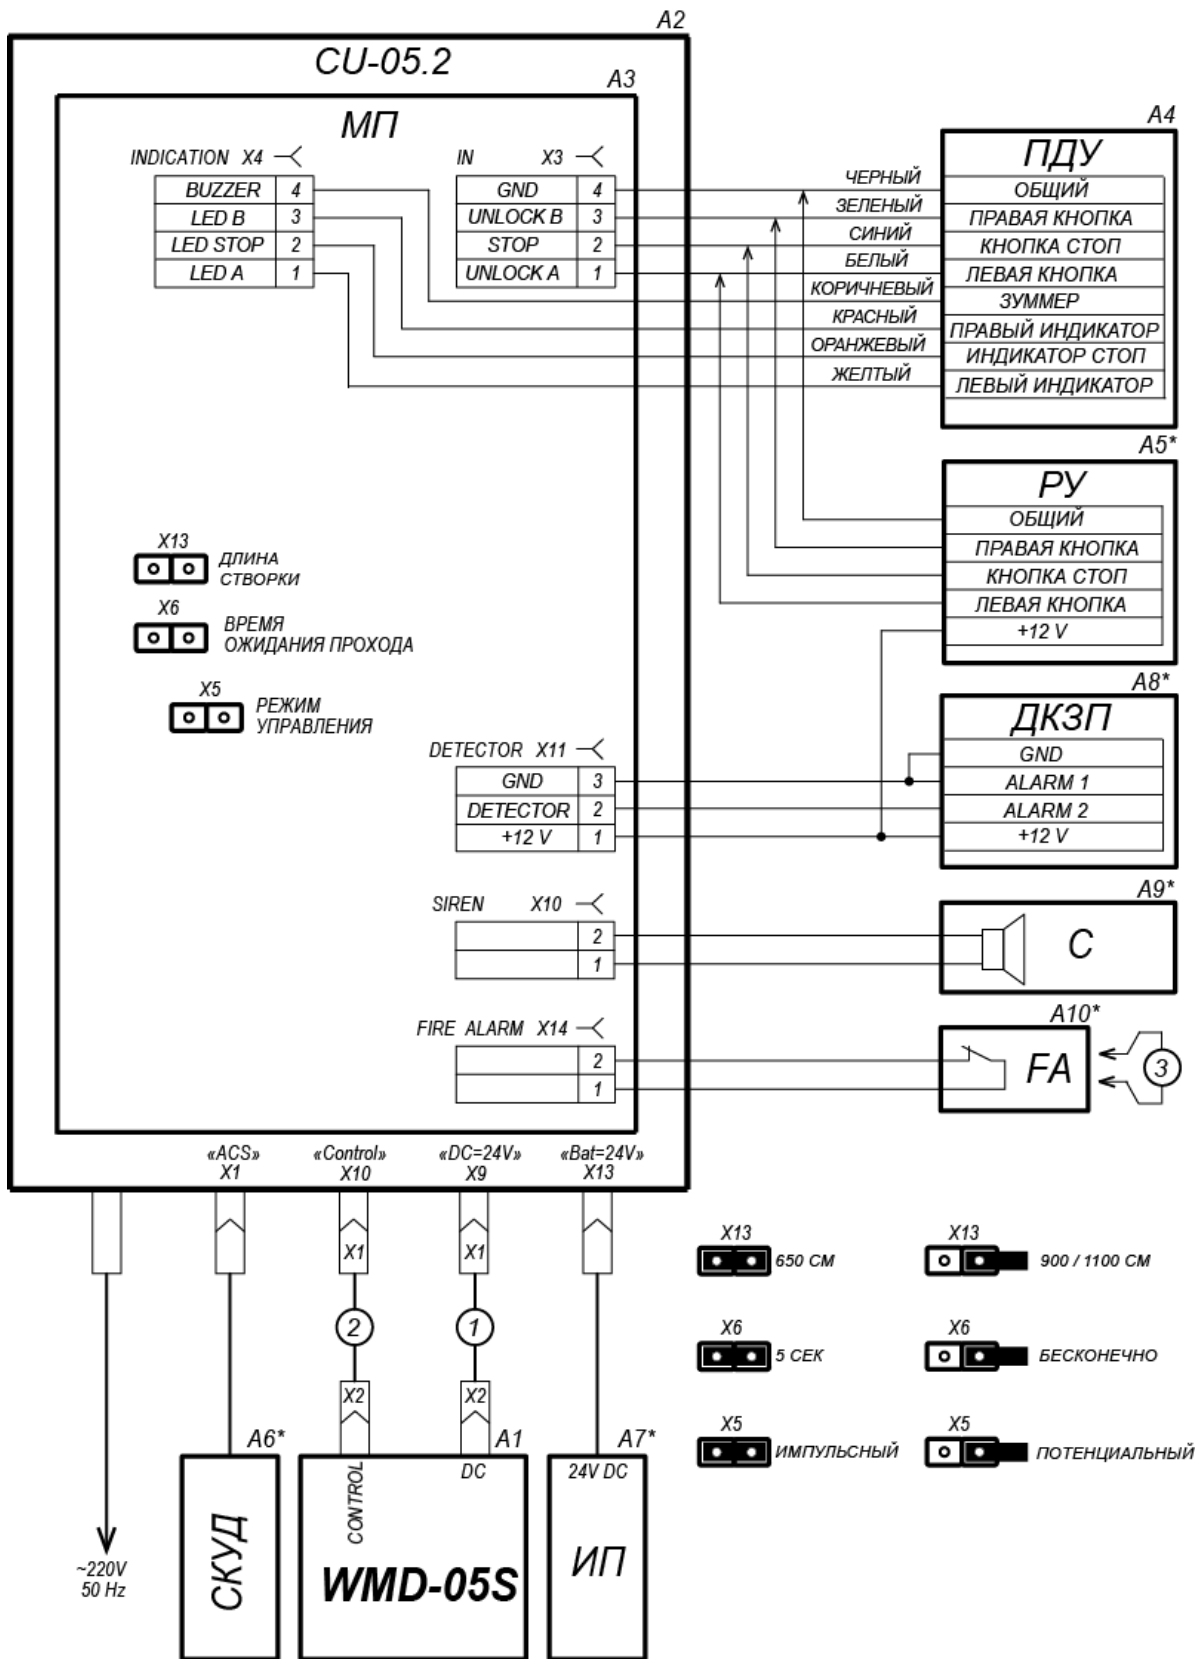 A2
CU-05.2
A3
МП
INDICATION X4
BUZZER 4
LED B 3
LED STOP 2
LED A 1
IN X3
GND 4
UNLOCK B 3
STOP 2
UNLOCK A 1
ЧЕРНЫЙ
ЗЕЛЕНЫЙ
СИНИЙ
БЕЛЫЙ
КОРИЧНЕВЫЙ
КРАСНЫЙ
ОРАНЖЕВЫЙ
ЖЕЛТЫЙ
A4
ПДУ
ОБЩИЙ
ПРАВАЯ КНОПКА
КНОПКА СТОП
ЛЕВАЯ КНОПКА
ЗУММЕР
ПРАВЫЙ ИНДИКАТОР
ИНДИКАТОР СТОП
ЛЕВЫЙ ИНДИКАТОР
A5*
РУ
ОБЩИЙ
ПРАВАЯ КНОПКА
КНОПКА СТОП
ЛЕВАЯ КНОПКА
+12 V
X13
ДЛИНА
СТВОРКИ
X6
ВРЕМЯ
ОЖИДАНИЯ ПРОХОДА
X5
РЕЖИМ
УПРАВЛЕНИЯ
DETECTOR X11
GND 3
DETECTOR 2
+12 V 1
A8*
ДКЗП
GND
ALARM 1
ALARM 2
+12 V
SIREN X10
2
1
A9*
С
FIRE ALARM X14
2
1
A10*
FA
3
«ACS»
X1
«Control»
X10
«DC=24V»
X9
«Bat=24V»
X13
X1
X1
2
1
X2
X2
~220V
50 Hz
A6*
СКУД
A1
CONTROL
DC
WMD-05S
A7*
24V DC
ИП
X13
650 СМ
X13
900 / 1100 СМ
X6
5 СЕК
X6
БЕСКОНЕЧНО
X5
ИМПУЛЬСНЫЙ
X5
ПОТЕНЦИАЛЬНЫЙ